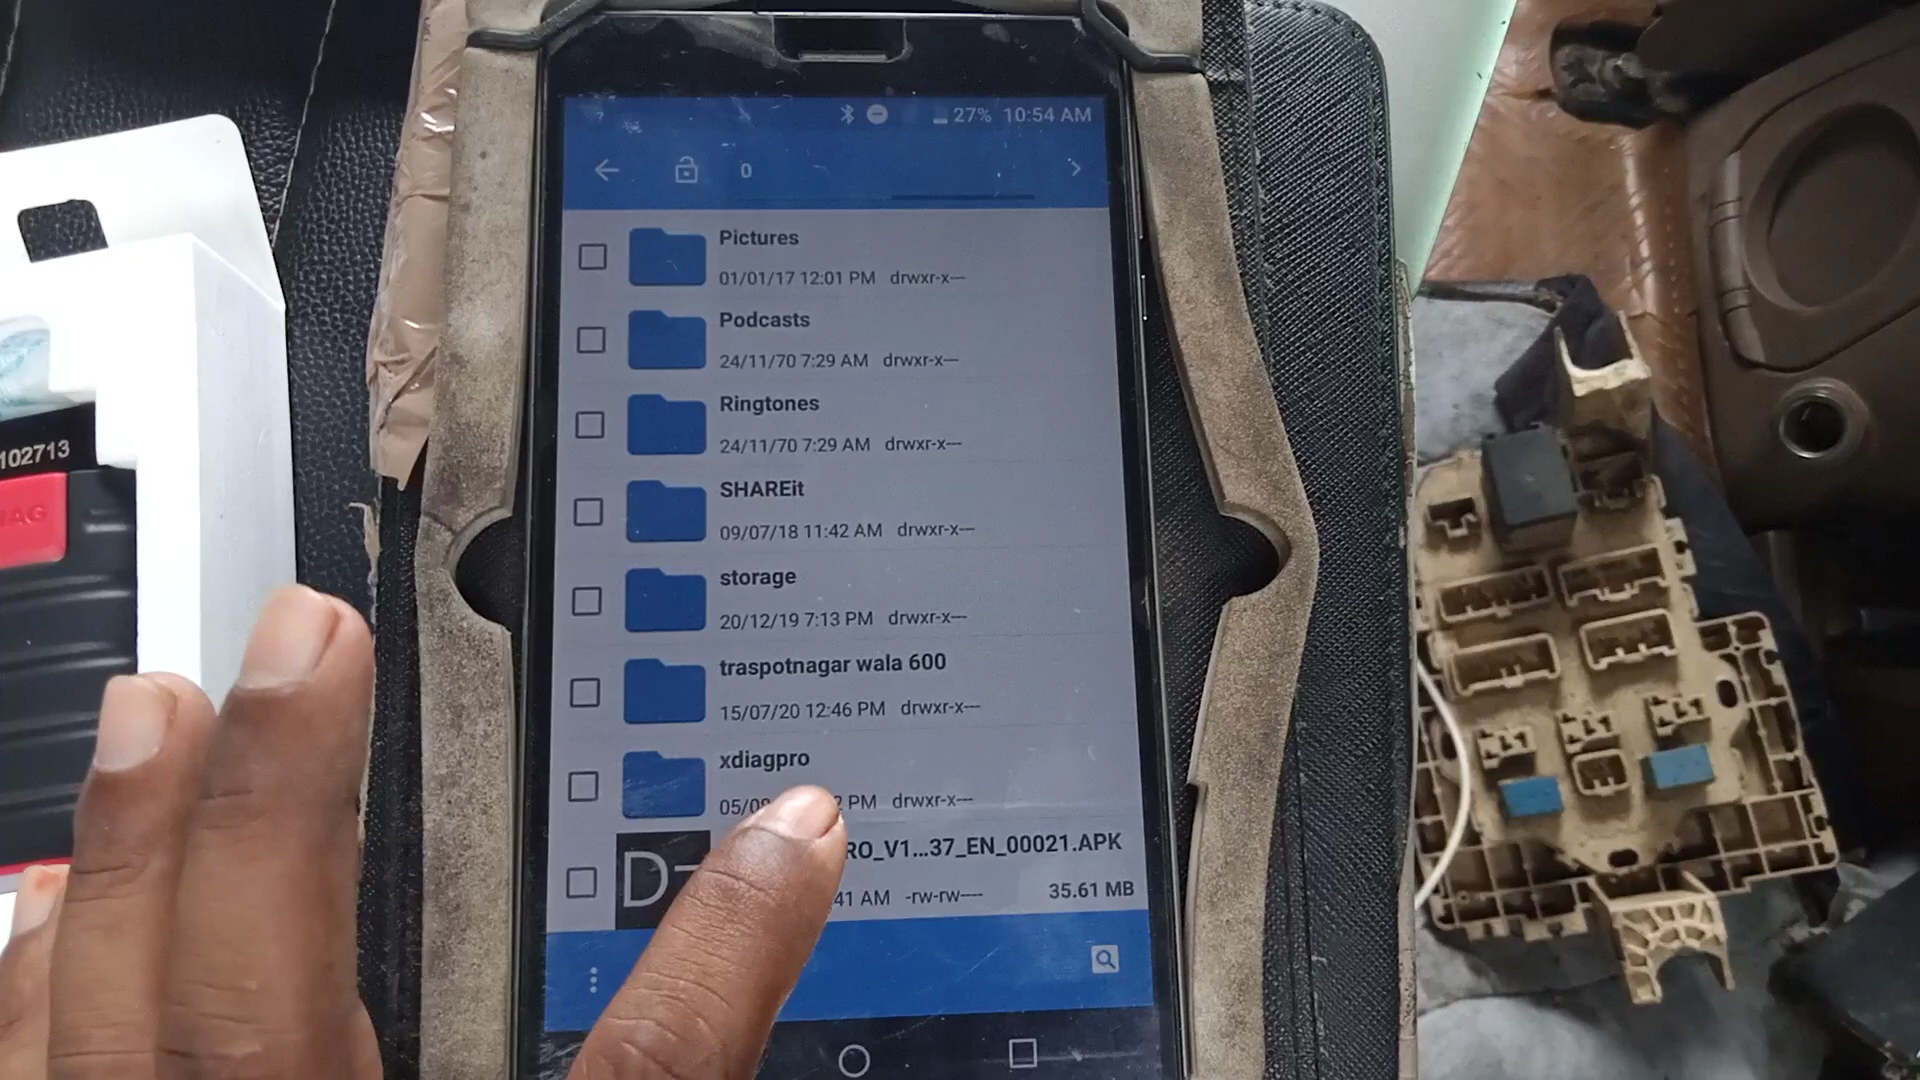 27% 10:54 AM
0
Pictures
01/01/17 12:01 PM drwxr-x---
Podcasts
24/11/70 7:29 AM drwxr-x---
Ringtones
24/11/70 7:29 AM drwxr-x---
SHAREit
09/07/18 11:42 AM drwxr-x---
storage
20/12/19 7:13 PM drwxr-x---
traspotnagar wala 600
15/07/20 12:46 PM drwxr-x---
xdiagpro
PM drwxr-x---
RO_V1...37_EN_00021.APK
41 AM -rw-rw---- 35.61 MB
102713